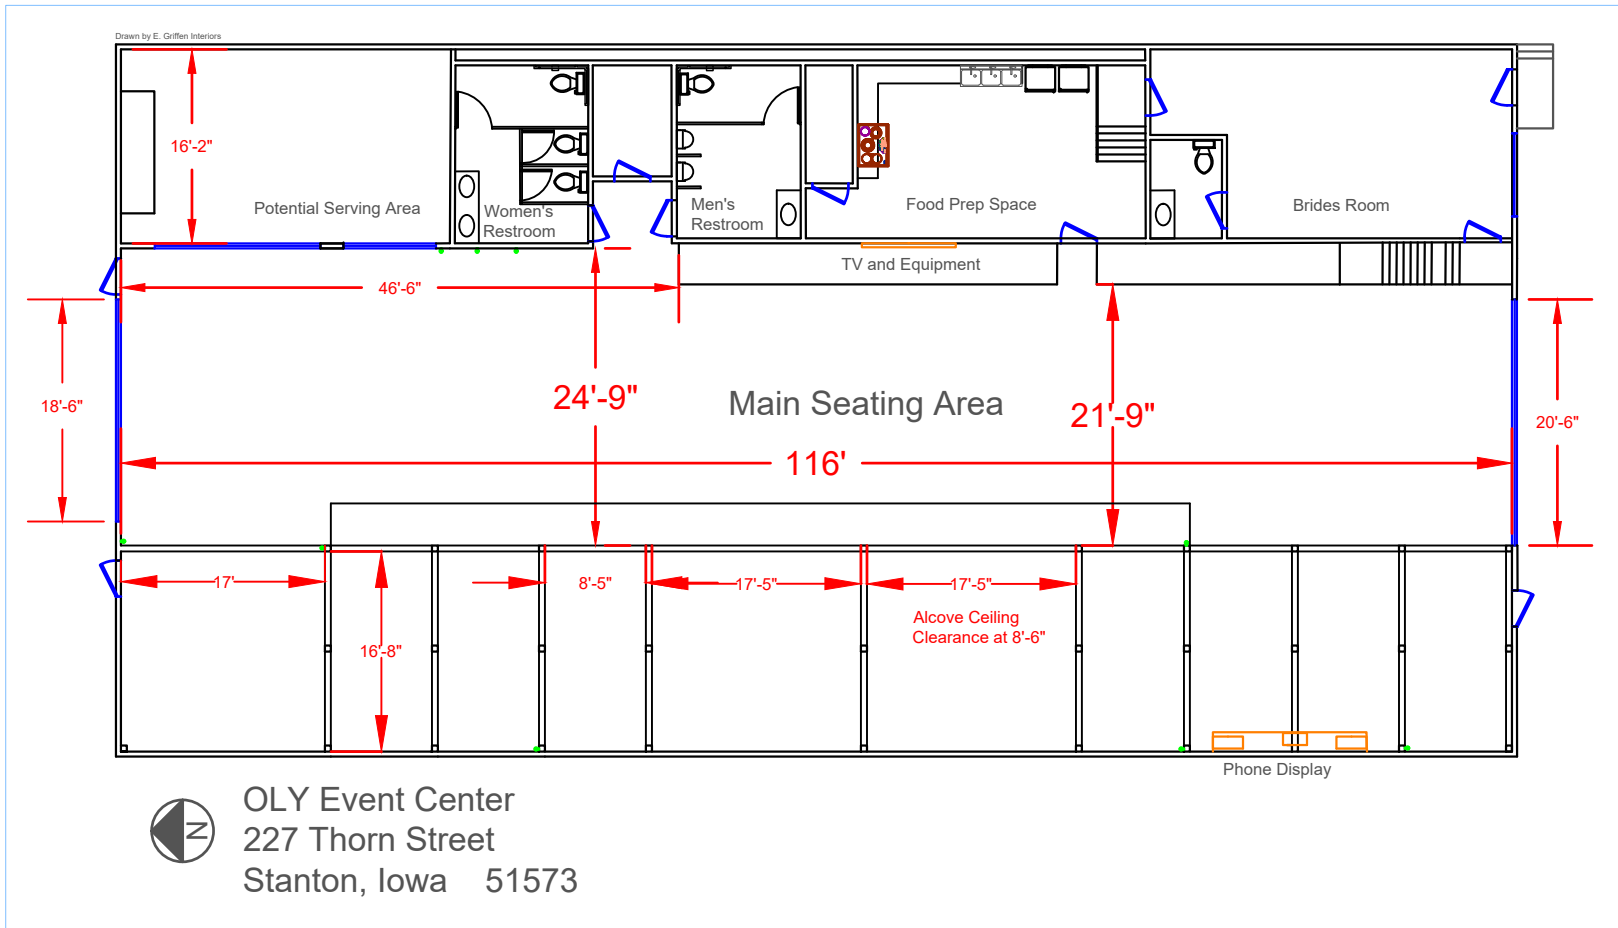 Drawn by E. Griffen Interiors
16'-2"
Potential Serving Area
Women's
Restroom
Men's
Restroom
Food Prep Space
Brides Room
TV and Equipment
46'-6"
18'-6"
24'-9"
Main Seating Area
21'-9"
20'-6"
116'
17'
8'-5"
17'-5"
17'-5"
Alcove Ceiling
Clearance at 8'-6"
16'-8"
Phone Display
N
OLY Event Center
227 Thorn Street
Stanton, Iowa 51573